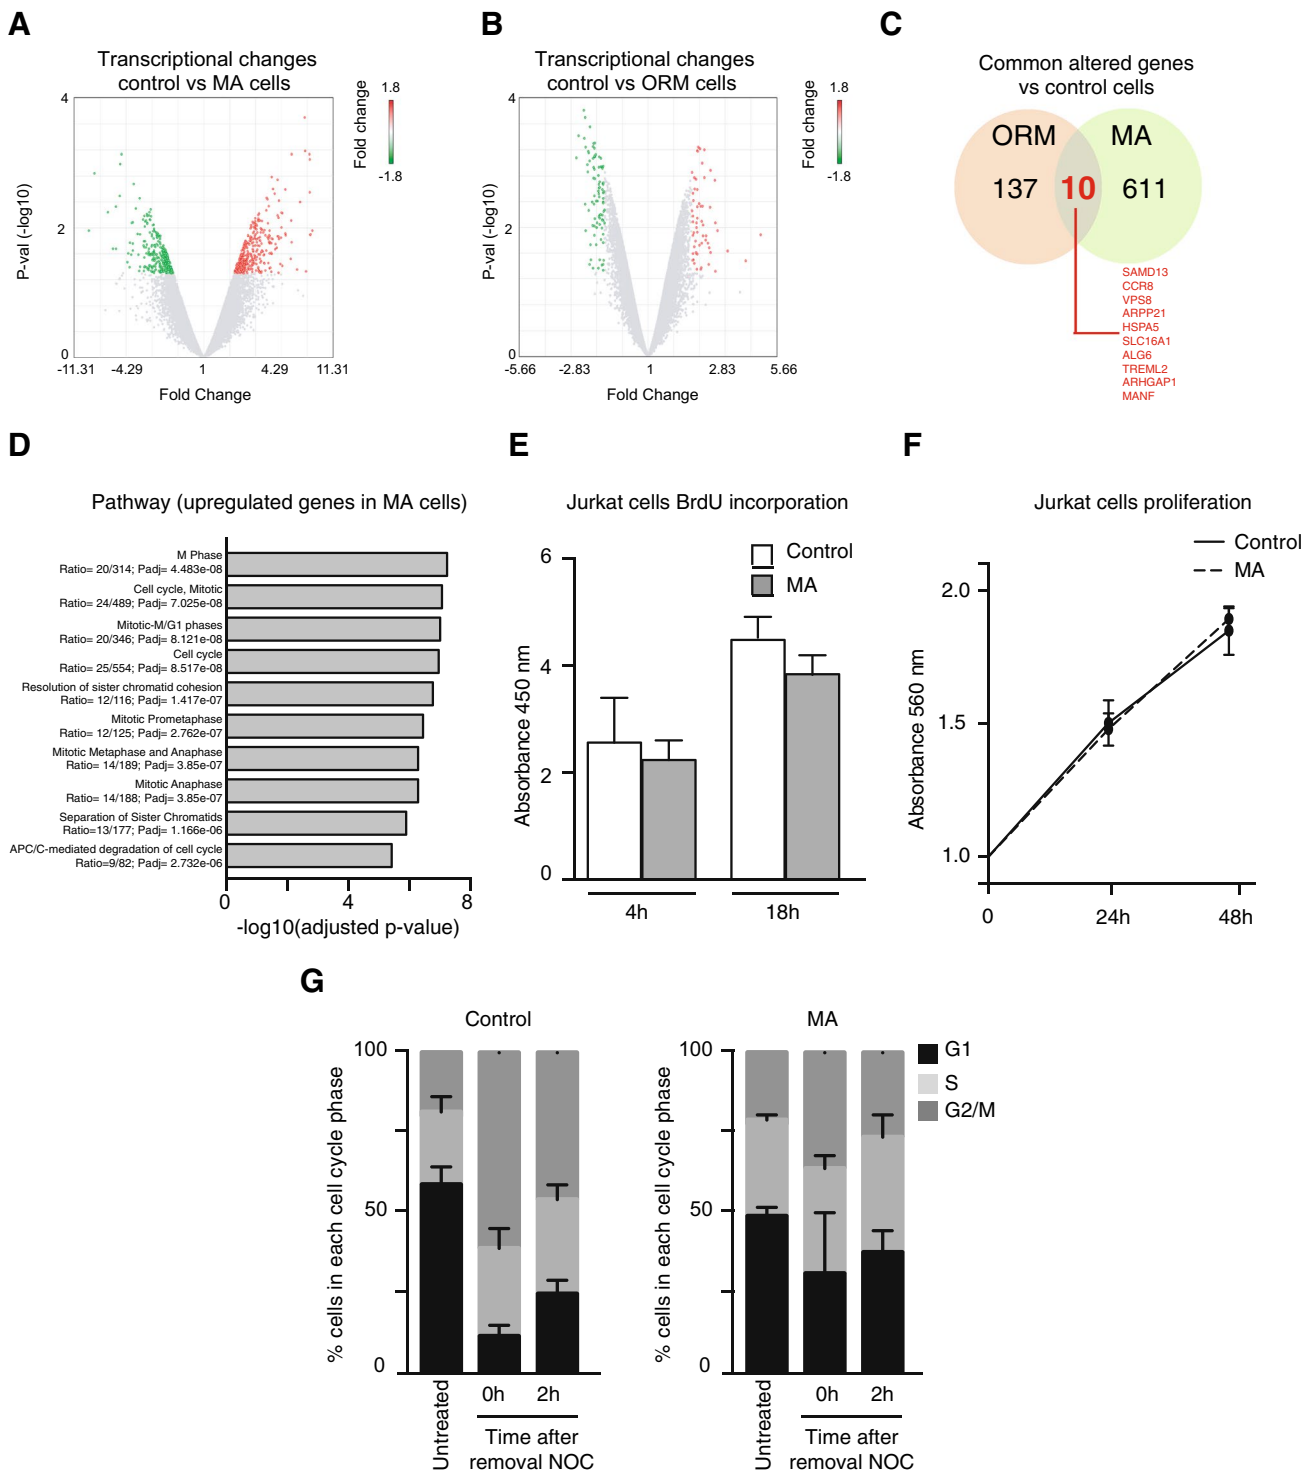 A
Transcriptional changes
control vs MA cells
Fold change
1.8
-1.8
P-val (-log10)
4
2
0
-11.31
-4.29
1
4.29
11.31
Fold Change
B
Transcriptional changes
control vs ORM cells
Fold change
1.8
-1.8
P-val (-log10)
4
2
0
-5.66
-2.83
1
2.83
5.66
Fold Change
C
Common altered genes
vs control cells
ORM
MA
137
10
611
SAMD13
CCR8
VPS8
ARPP21
HSPA5
SLC16A1
ALG6
TREML2
ARHGAP1
MANF
D
Pathway (upregulated genes in MA cells)
M Phase
Ratio= 20/314; Padj= 4.483e-08
Cell cycle, Mitotic
Ratio= 24/489; Padj= 7.025e-08
Mitotic-M/G1 phases
Ratio= 20/346; Padj= 8.121e-08
Cell cycle
Ratio= 25/554; Padj= 8.517e-08
Resolution of sister chromatid cohesion
Ratio= 12/116; Padj= 1.417e-07
Mitotic Prometaphase
Ratio= 12/125; Padj= 2.762e-07
Mitotic Metaphase and Anaphase
Ratio= 14/189; Padj= 3.85e-07
Mitotic Anaphase
Ratio= 14/188; Padj= 3.85e-07
Separation of Sister Chromatids
Ratio=13/177; Padj= 1.166e-06
APC/C-mediated degradation of cell cycle
Ratio=9/82; Padj= 2.732e-06
0
4
8
-log10(adjusted p-value)
E
Jurkat cells BrdU incorporation
Control
MA
Absorbance 450 nm
6
4
2
0
4h
18h
F
Jurkat cells proliferation
Control
MA
Absorbance 560 nm
2.0
1.5
1.0
0
24h
48h
G
Control
% cells in each cell cycle phase
100
50
0
Untreated
0h
2h
Time after
removal NOC
MA
% cells in each cell cycle phase
100
50
0
Untreated
0h
2h
Time after
removal NOC
G1
S
G2/M